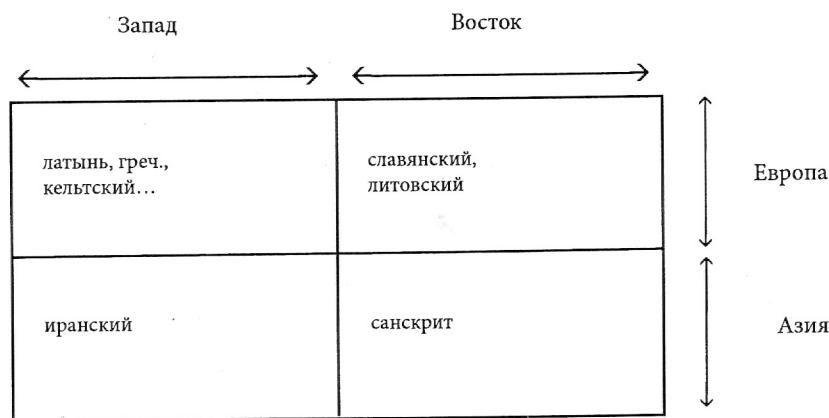 Запад
Восток
латынь, греч.,
кельтский...
славянский,
литовский
Европа
иранский
санскрит
Азия